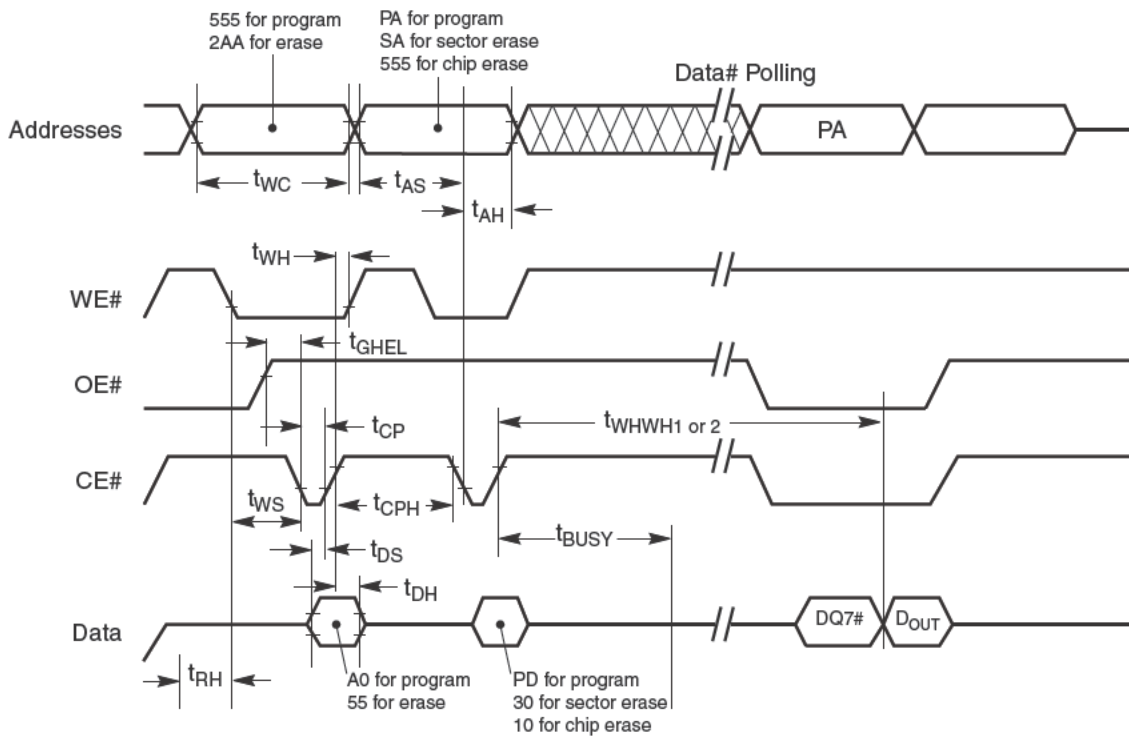 555 for program
2AA for erase
PA for program
SA for sector erase
555 for chip erase
Data# Polling
Addresses
PA
tWC
tAS
tAH
tWH
WE#
tGHEL
OE#
tCP
tWHWH1 or 2
CE#
tWS
tCPH
tBUSY
tDS
tDH
Data
DQ7#
DOUT
tRH
A0 for program
55 for erase
PD for program
30 for sector erase
10 for chip erase